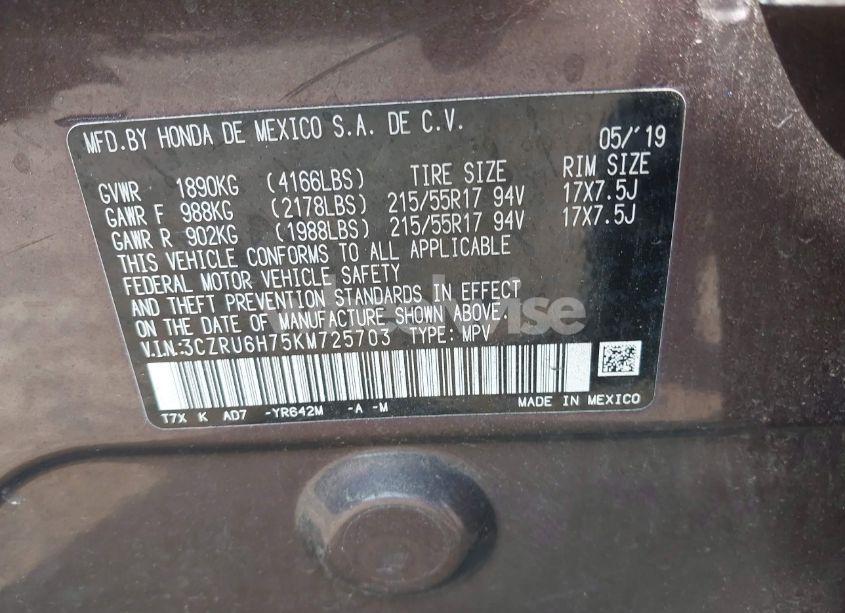 MFD.BY HONDA DE MEXICO S.A. DE C.V. 05/'19
GVWR 1890KG (4166LBS) TIRE SIZE RIM SIZE
GAWR F 988KG (2178LBS) 215/55R17 94V 17X7.5J
GAWR R 902KG (1988LBS) 215/55R17 94V 17X7.5J
THIS VEHICLE CONFORMS TO ALL APPLICABLE
FEDERAL MOTOR VEHICLE SAFETY
AND THEFT PREVENTION STANDARDS IN EFFECT
ON THE DATE OF MANUFACTURE SHOWN ABOVE.
V.I.N:3CZRU6H75KM725703 TYPE: MPV
T7X K AD7 -YR642M -A -M MADE IN MEXICO